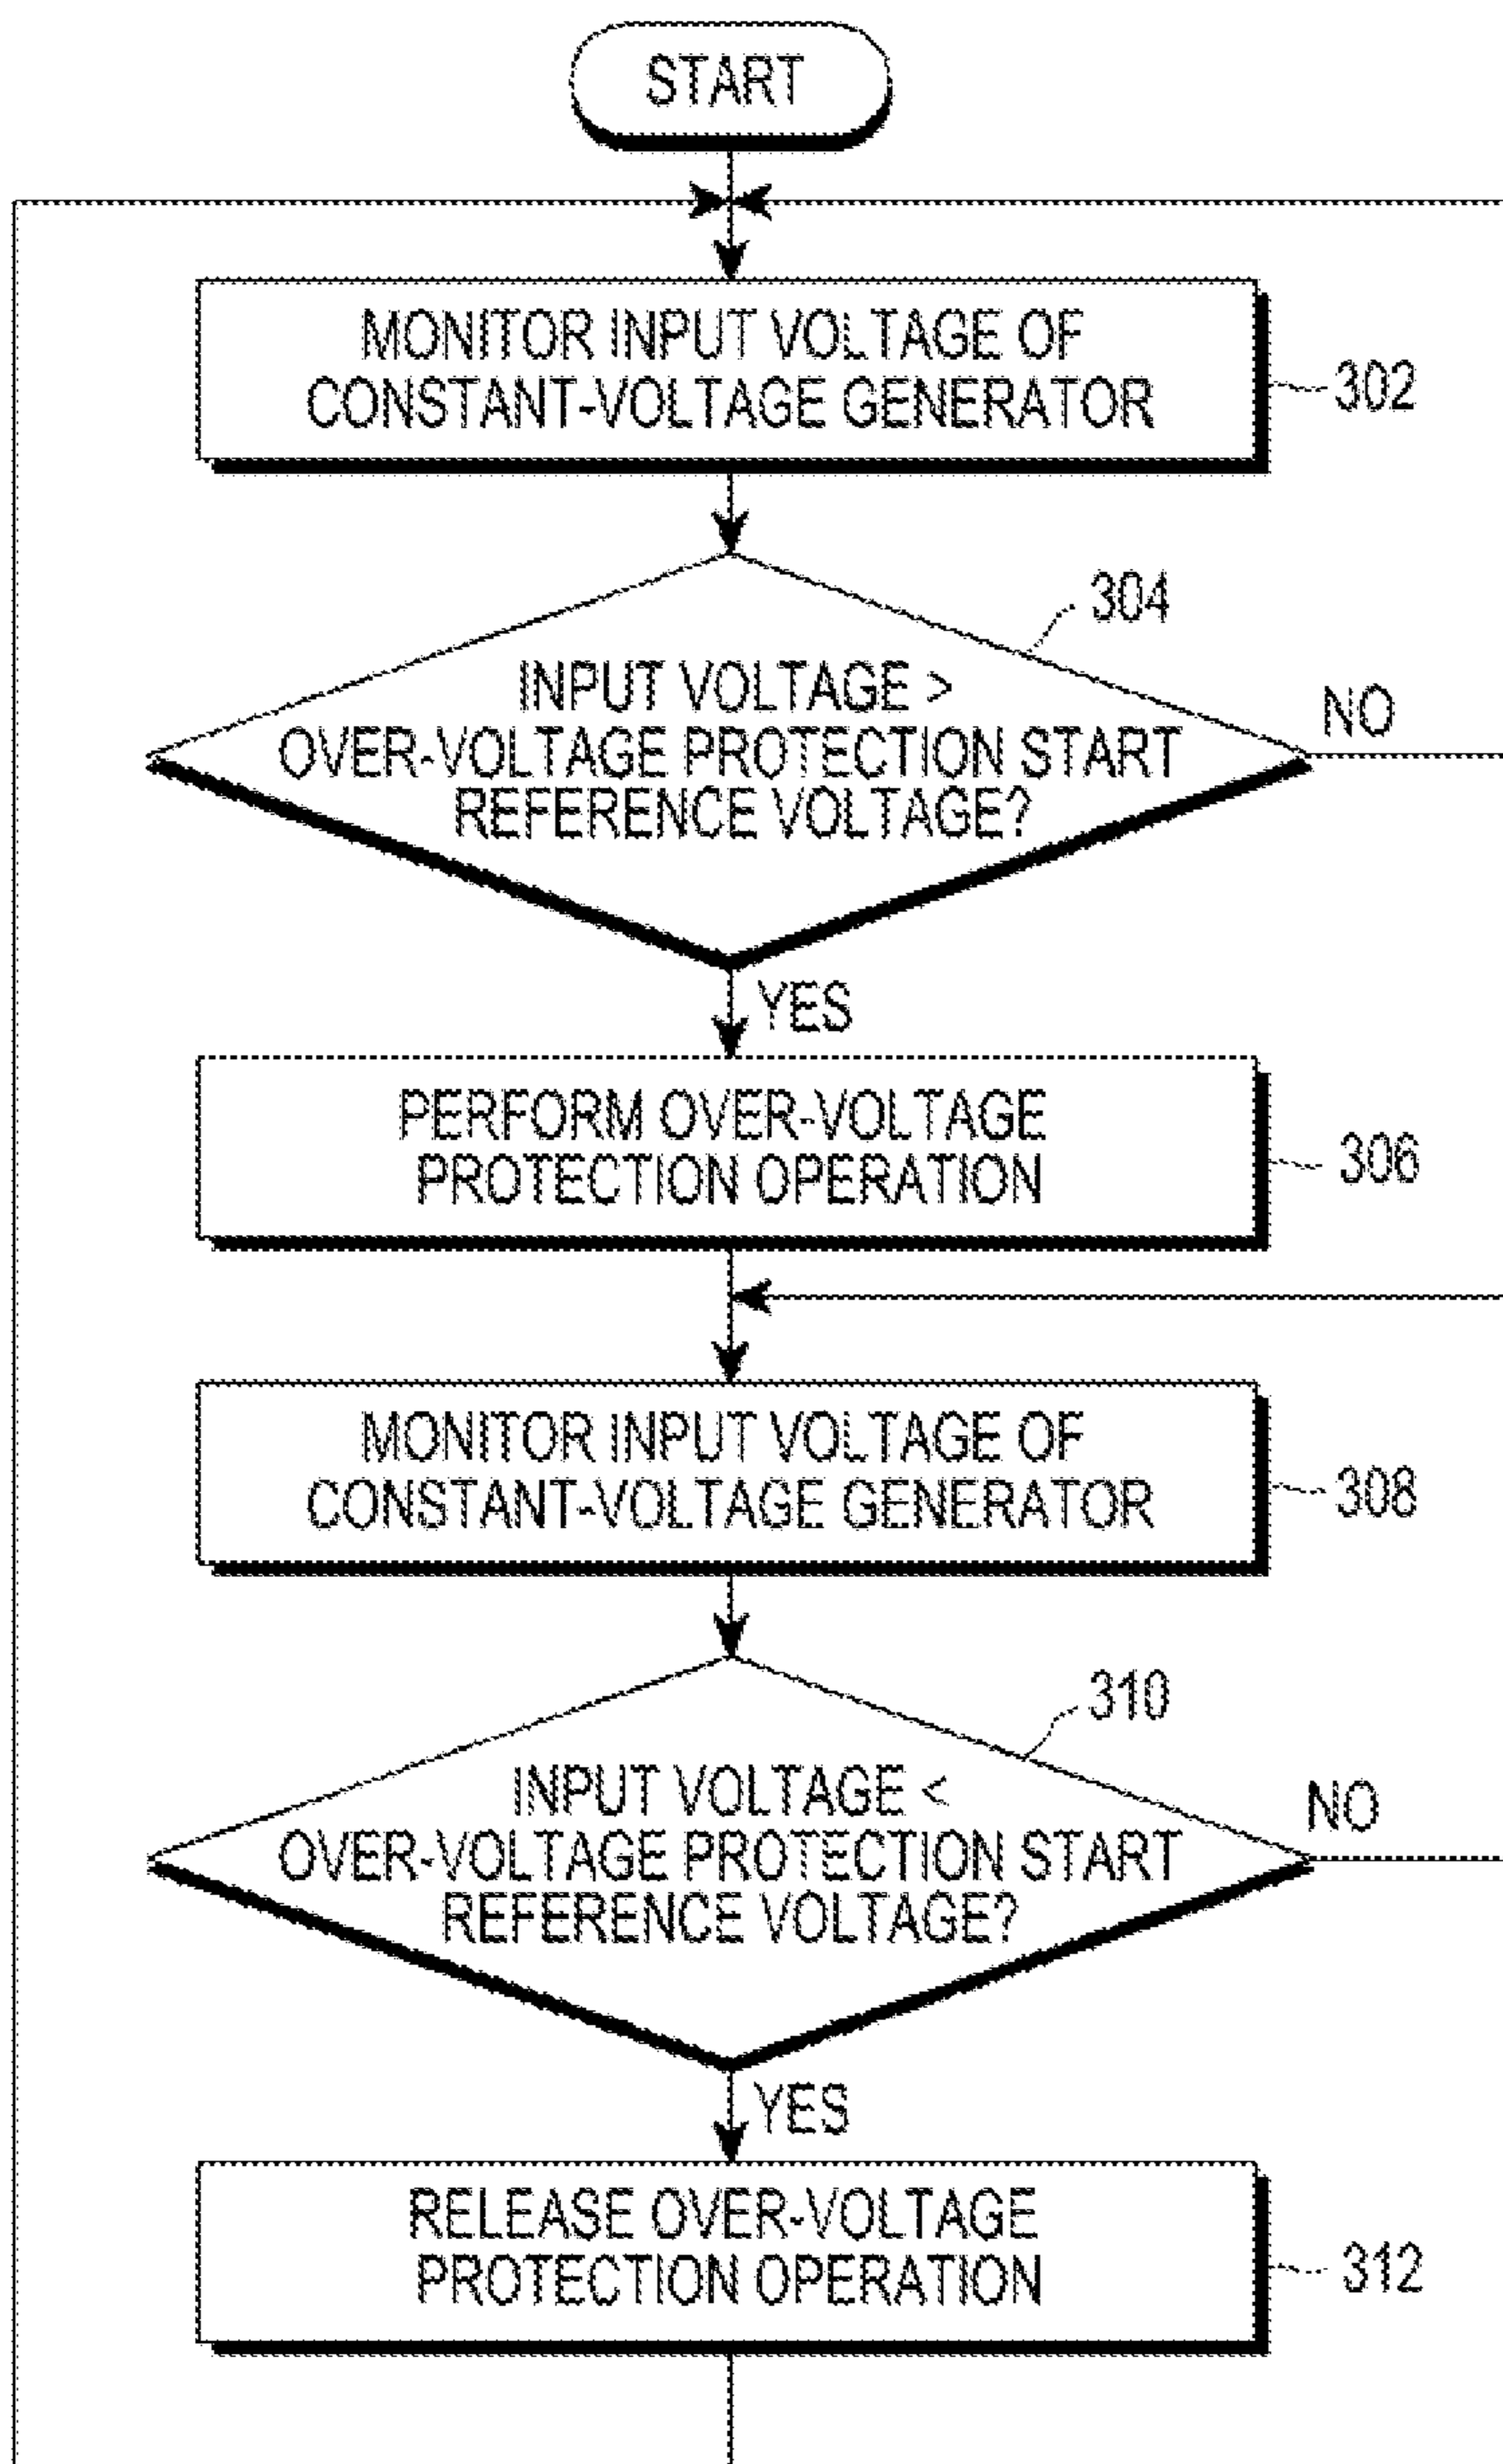 START
MONITOR INPUT VOLTAGE OF
CONSTANT-VOLTAGE GENERATOR
302
304
INPUT VOLTAGE >
OVER-VOLTAGE PROTECTION START
REFERENCE VOLTAGE?
NO
YES
PERFORM OVER-VOLTAGE
PROTECTION OPERATION
306
MONITOR INPUT VOLTAGE OF
CONSTANT-VOLTAGE GENERATOR
308
310
INPUT VOLTAGE <
OVER-VOLTAGE PROTECTION START
REFERENCE VOLTAGE?
NO
YES
RELEASE OVER-VOLTAGE
PROTECTION OPERATION
312